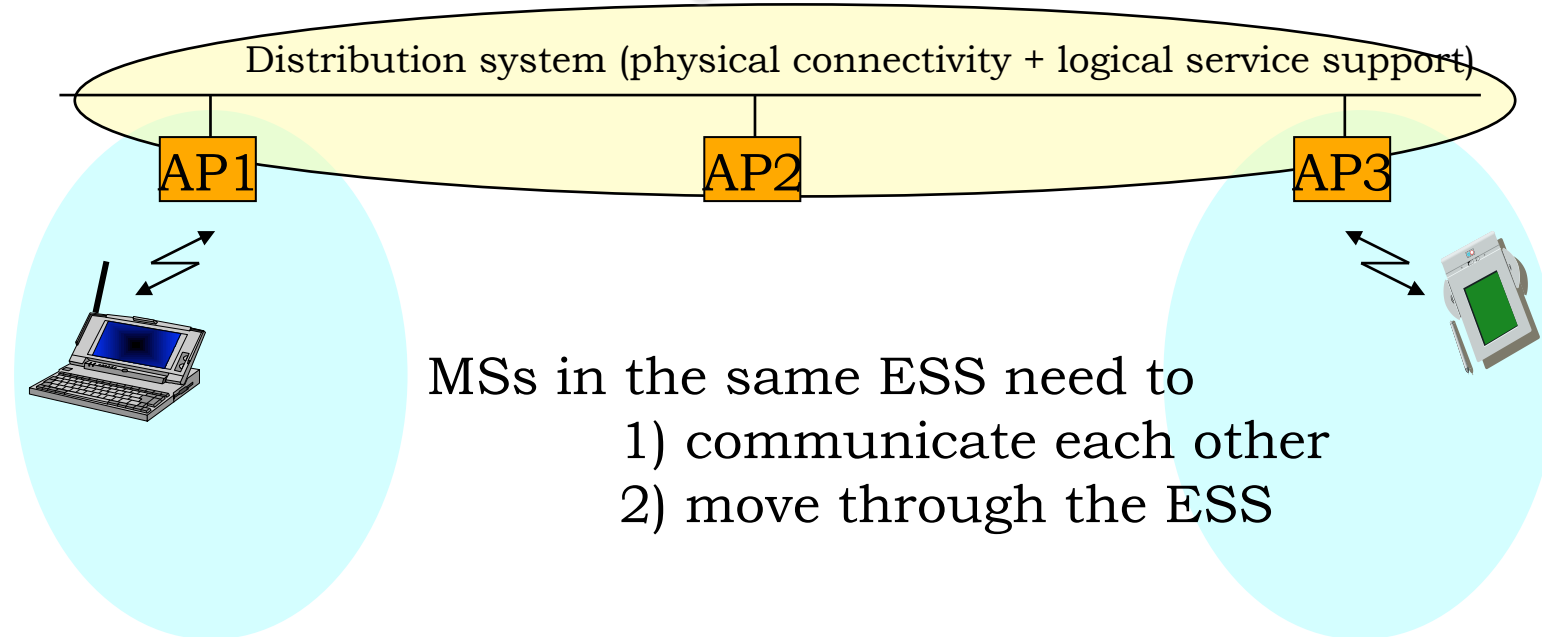 Distribution system (physical connectivity + logical service support)
AP1
AP2
AP3
MSs in the same ESS need to
1) communicate each other
2) move through the ESS